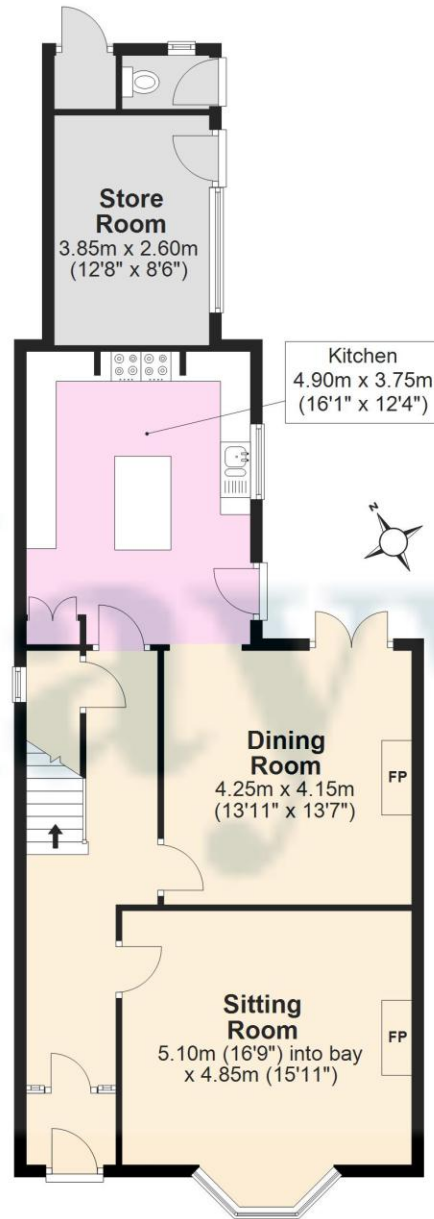 Store
Room
3.85m x 2.60m
(12'8" x 8'6")
Kitchen
4.90m x 3.75m
(16'1" x 12'4")
N
Dining
Room
4.25m x 4.15m
(13'11" x 13'7")
FP
Sitting
Room
5.10m (16'9") into bay
x 4.85m (15'11")
FP